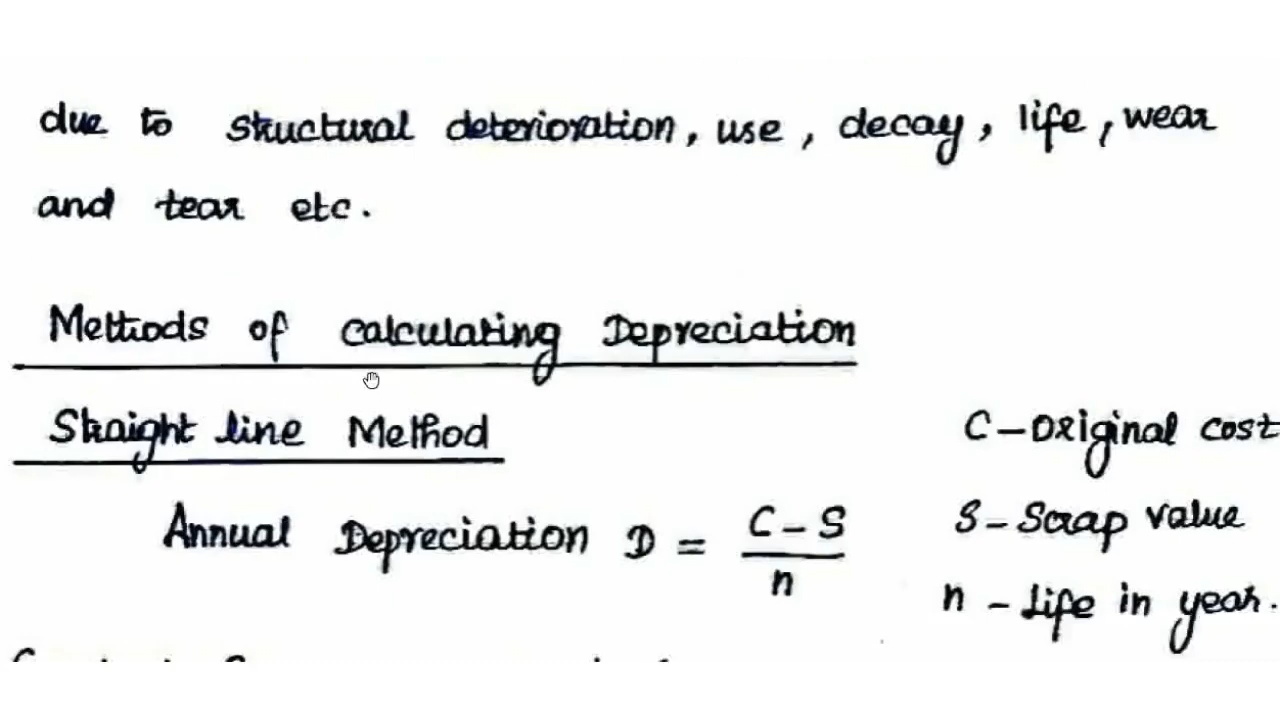 due to structural deterioration, use, decay, life, wear
and tear etc.
Methods of calculating Depreciation
Straight line Method
C - Original cost
Annual Depreciation D = C - S / n
S - Scrap value
n - Life in year.